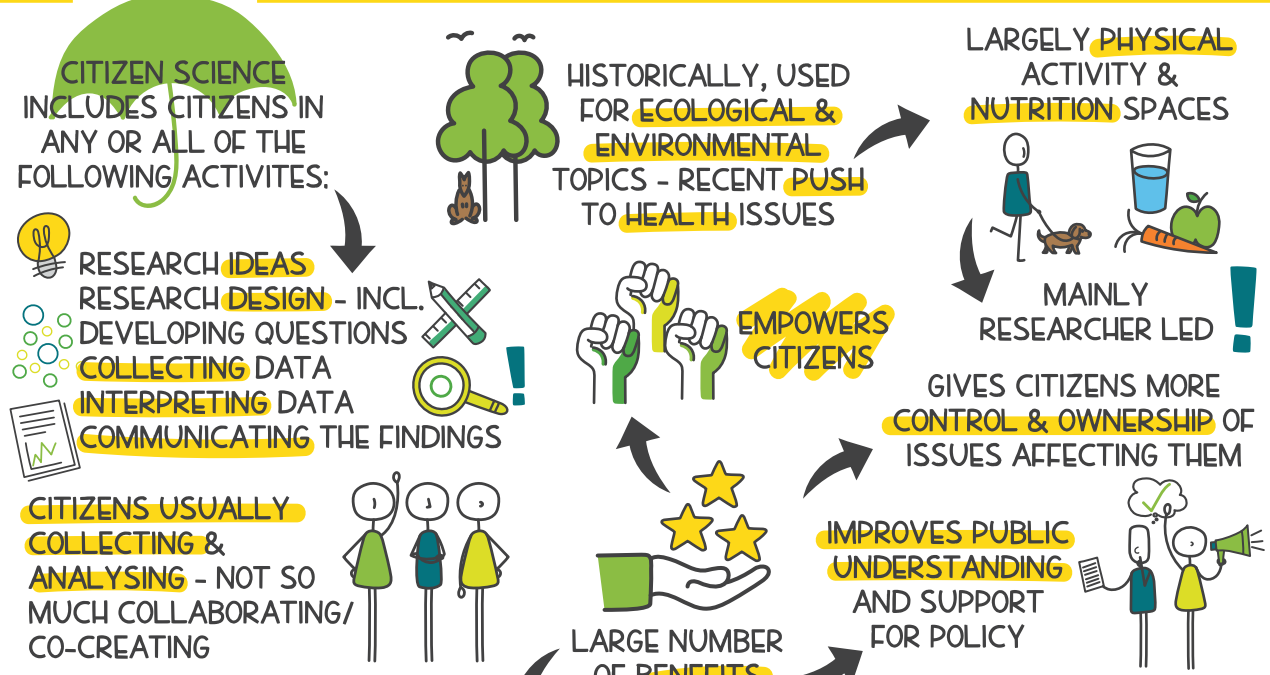 CITIZEN SCIENCE
INCLUDES CITIZENS IN
ANY OR ALL OF THE
FOLLOWING ACTIVITES:
RESEARCH IDEAS
RESEARCH DESIGN - INCL.
DEVELOPING QUESTIONS
COLLECTING DATA
INTERPRETING DATA
COMMUNICATING THE FINDINGS
CITIZENS USUALLY
COLLECTING &
ANALYSING - NOT SO
MUCH COLLABORATING/
CO-CREATING
HISTORICALLY, USED
FOR ECOLOGICAL &
ENVIRONMENTAL
TOPICS - RECENT PUSH
TO HEALTH ISSUES
LARGELY PHYSICAL
ACTIVITY &
NUTRITION SPACES
MAINLY
RESEARCHER LED
EMPOWERS
CITIZENS
GIVES CITIZENS MORE
CONTROL & OWNERSHIP OF
ISSUES AFFECTING THEM
IMPROVES PUBLIC
UNDERSTANDING
AND SUPPORT
FOR POLICY
LARGE NUMBER
OF BENEFITS